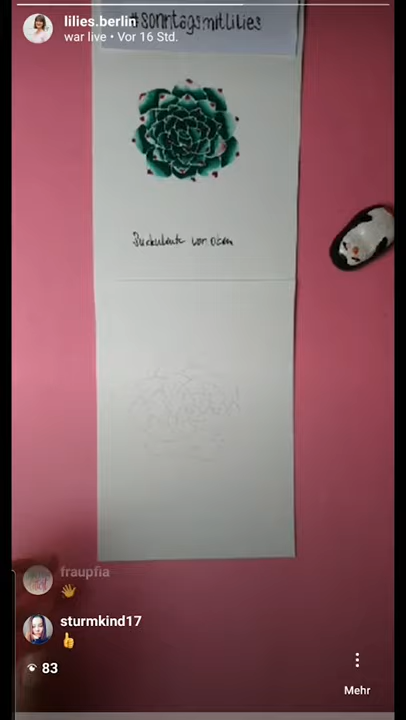 #sonntagsmitlilies
lilies.berlin
war live • Vor 16 Std.
Sukkulente von oben
fraupfia
sturmkind17
83
Mehr